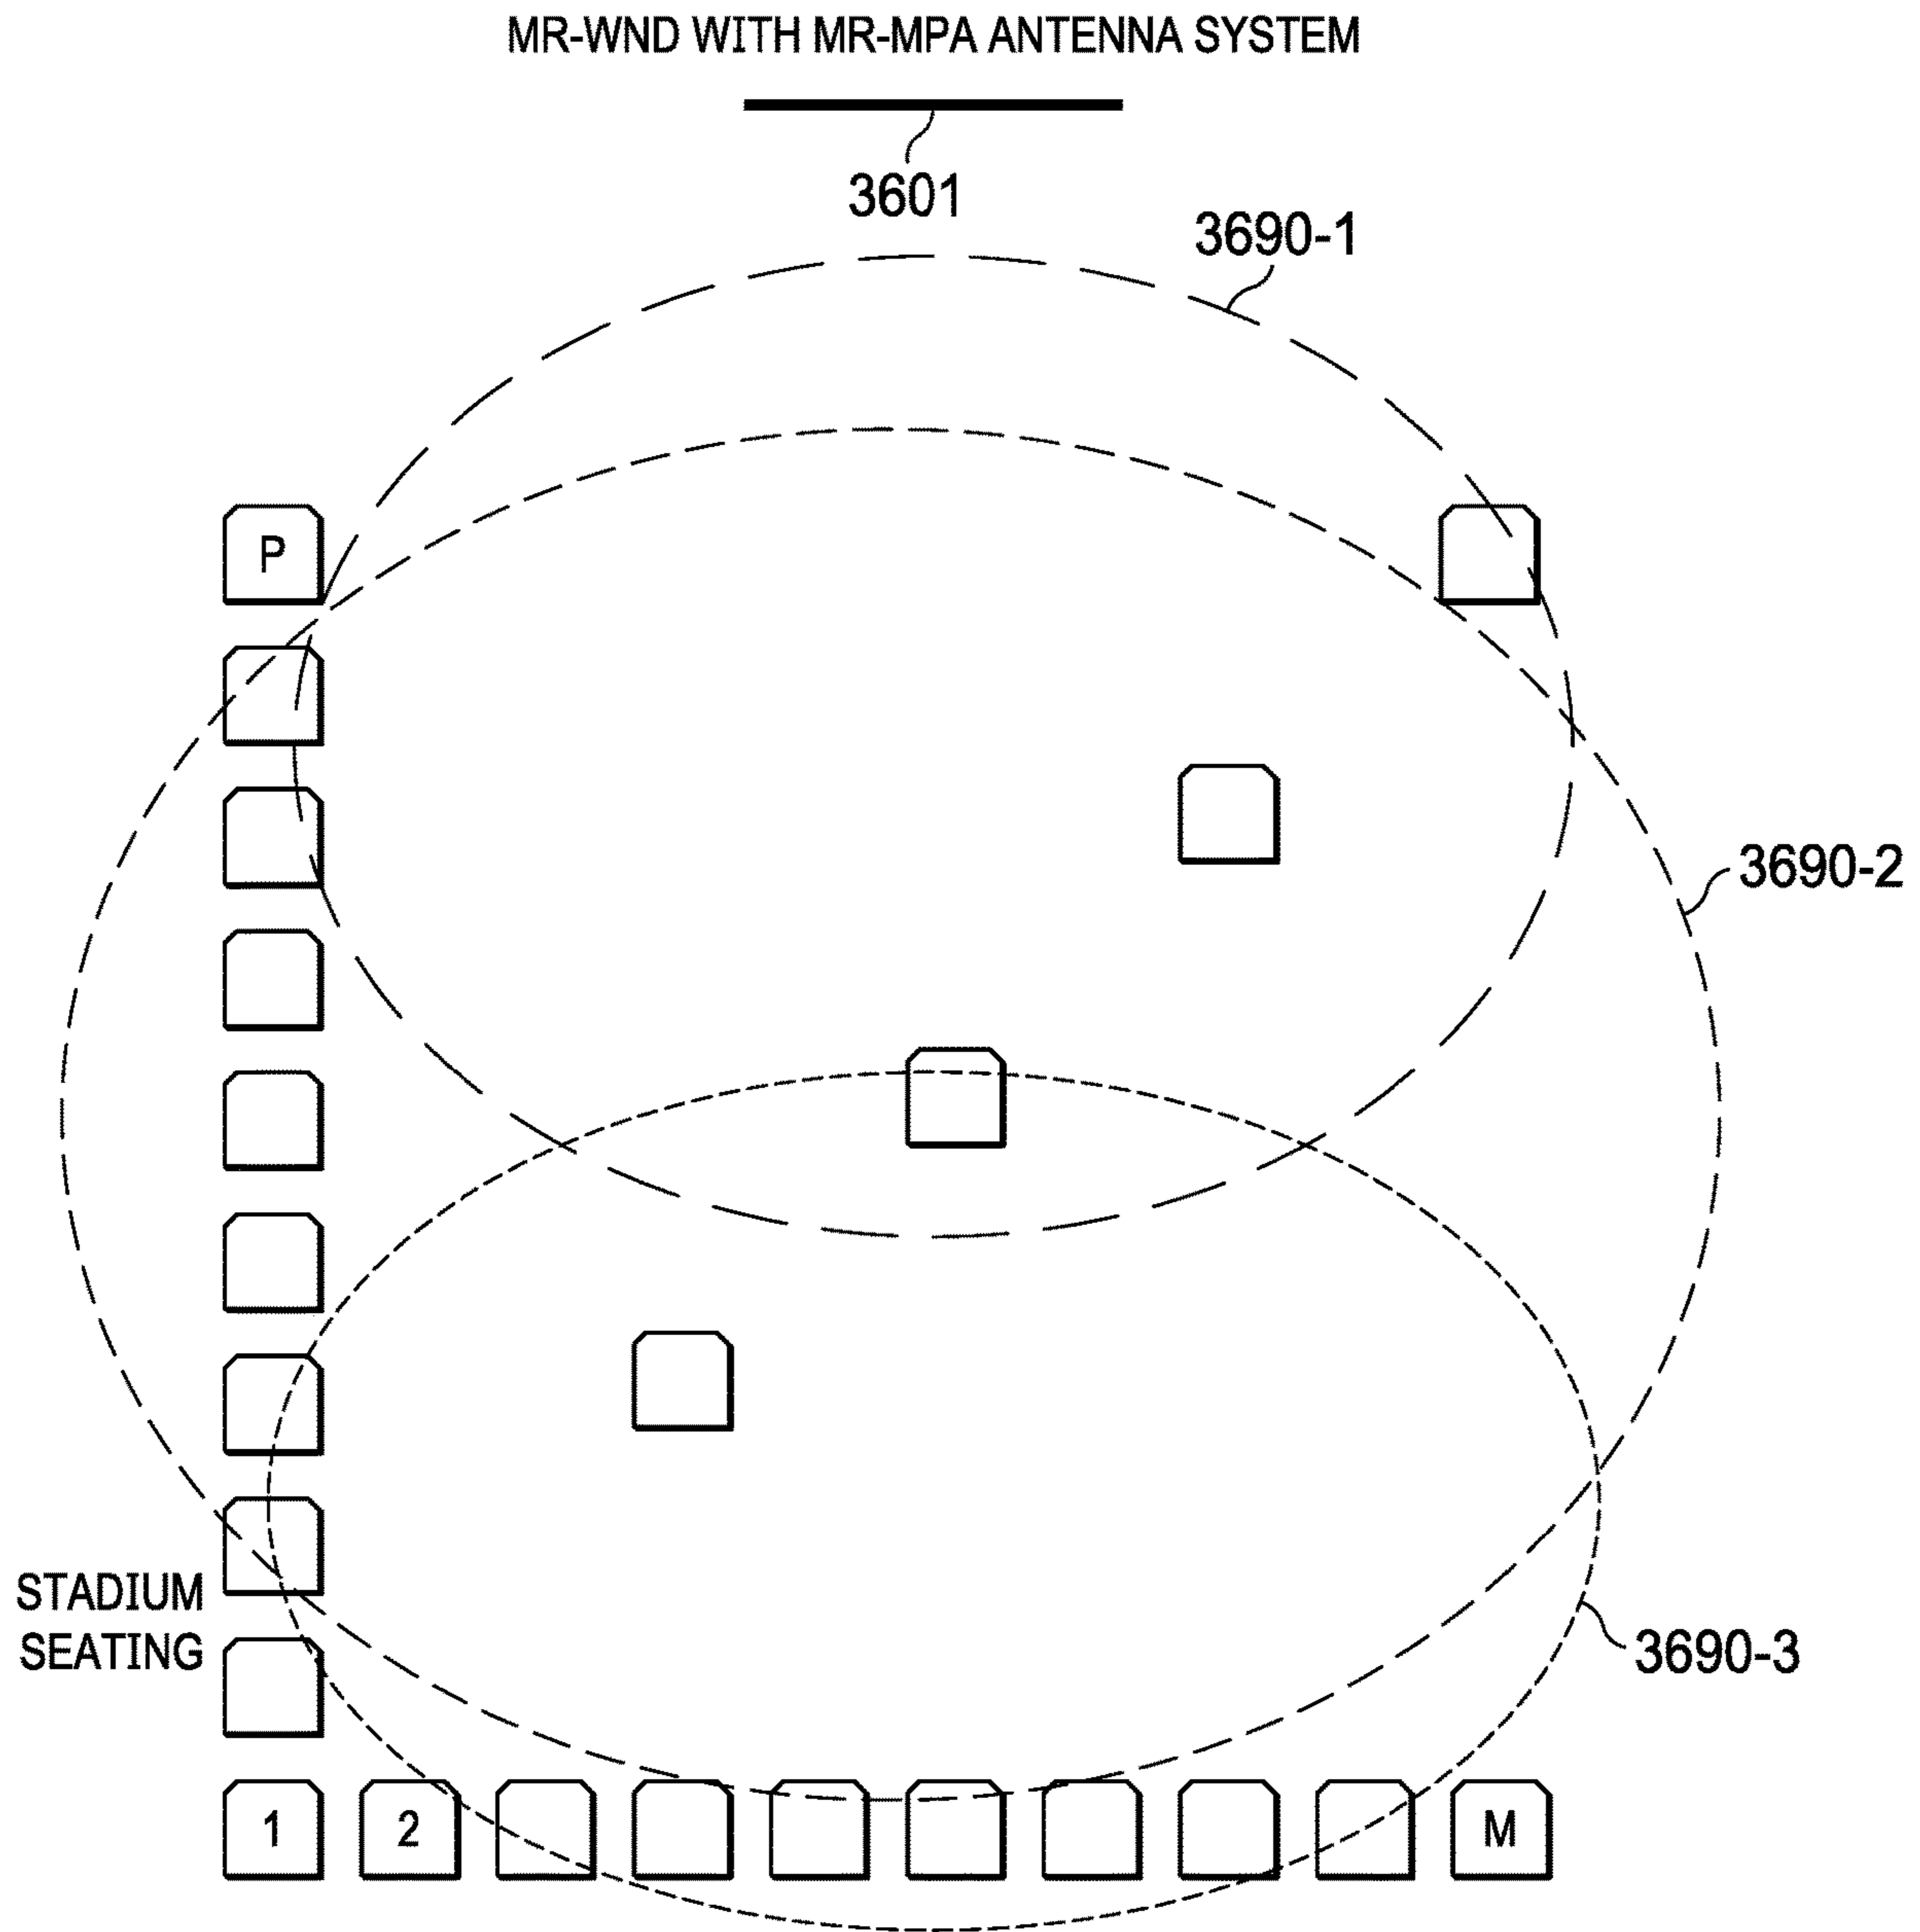 MR-WND WITH MR-MPA ANTENNA SYSTEM
3601
3690-1
P
3690-2
STADIUM
SEATING
3690-3
1 2 M